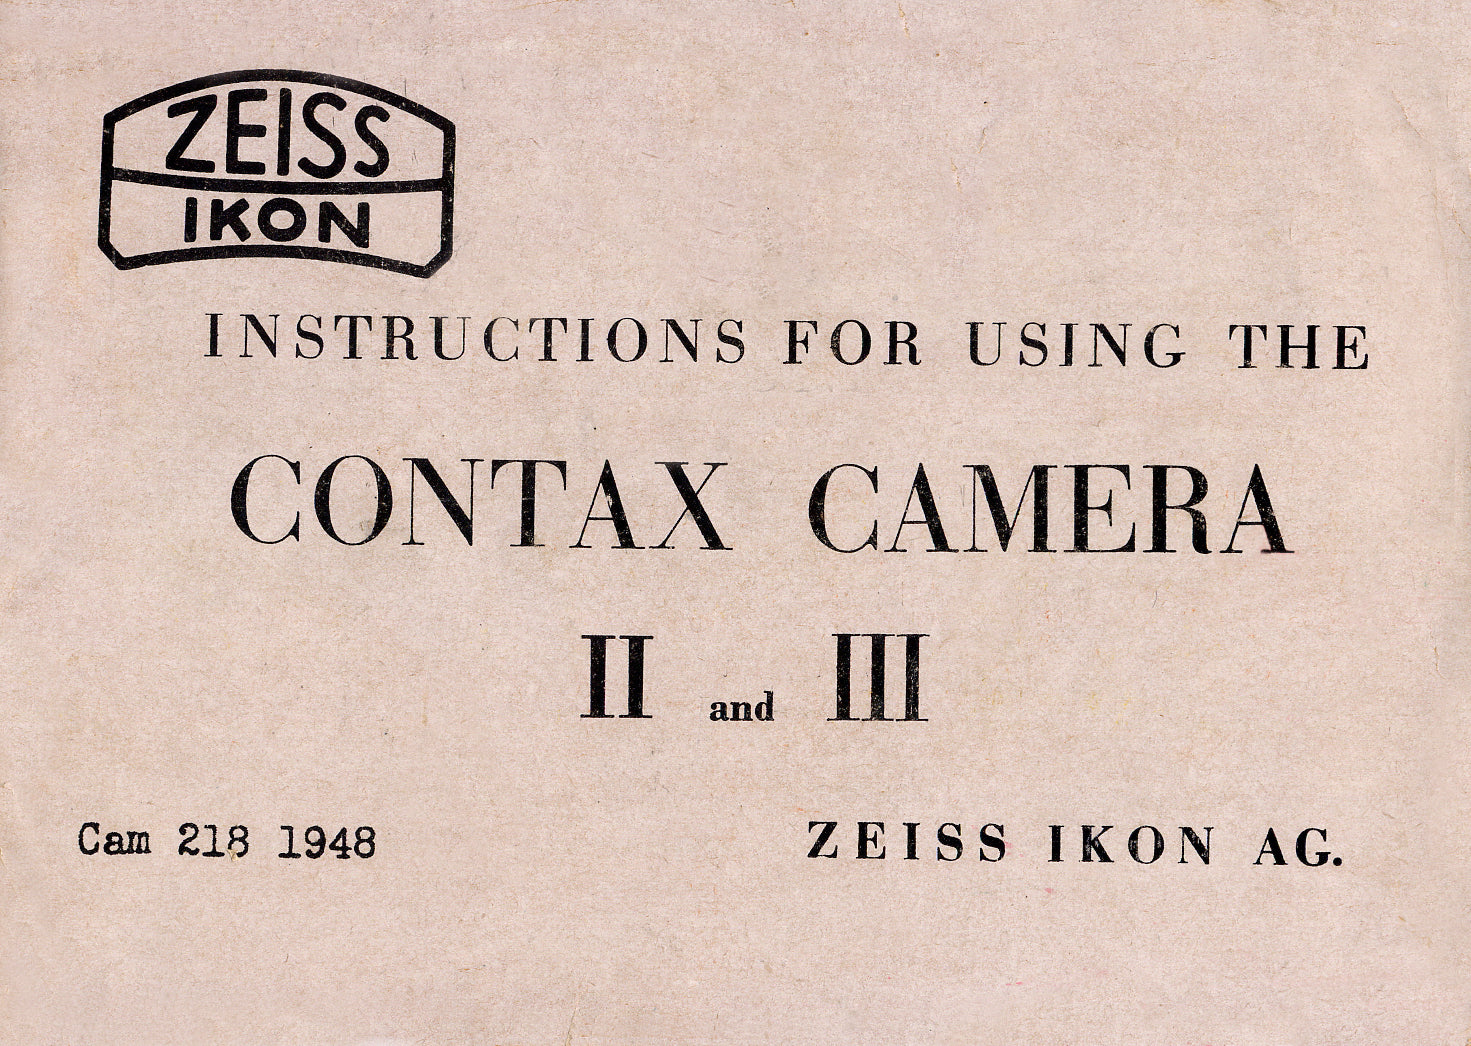 ZEISS
IKON
INSTRUCTIONS FOR USING THE
CONTAX CAMERA
II and III
Cam 218 1948
ZEISS IKON AG.